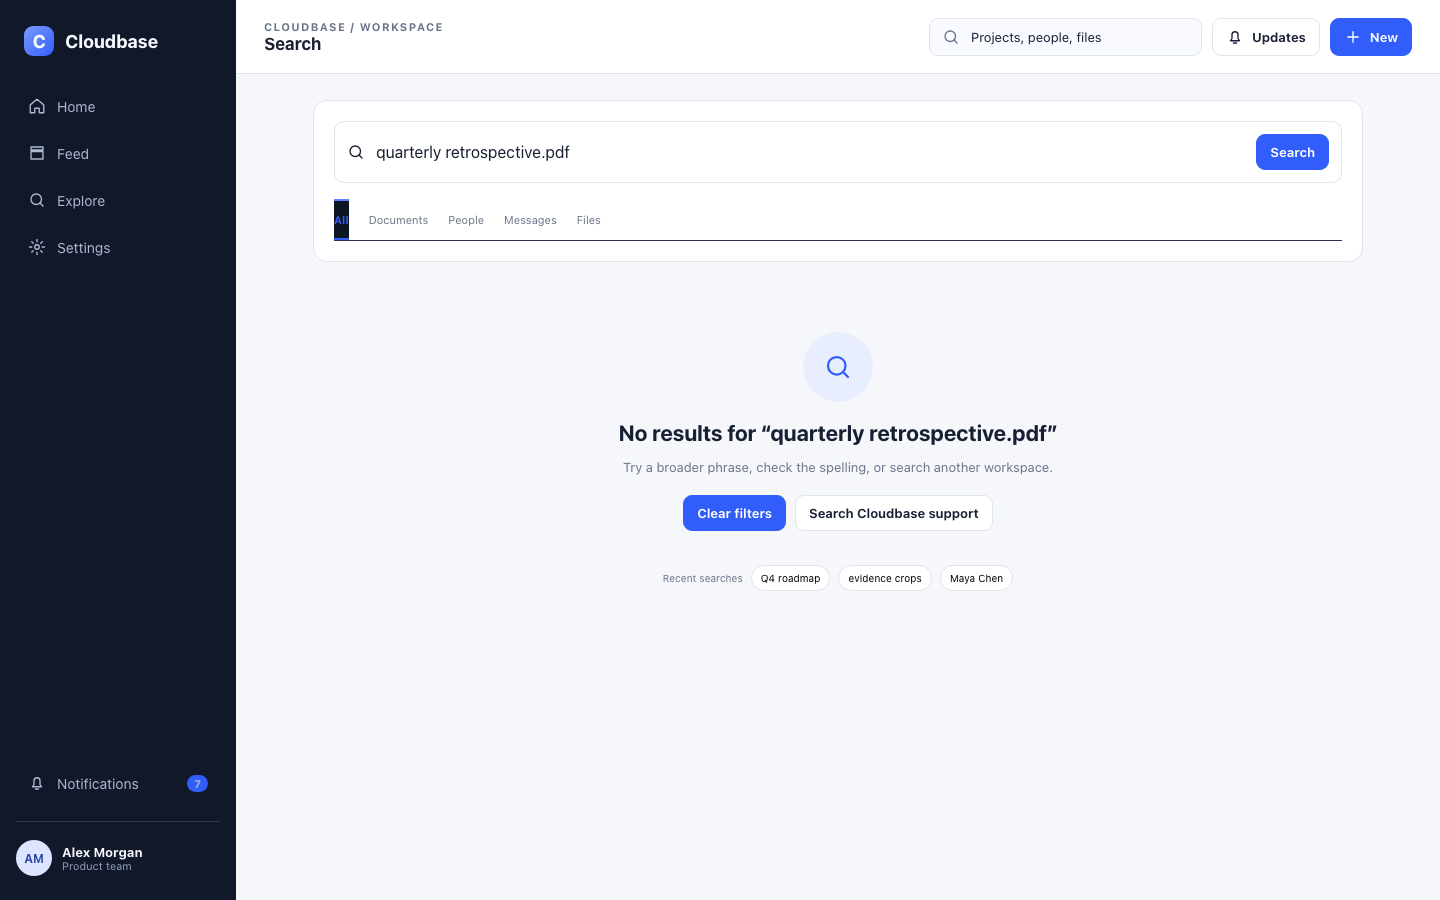 C Cloudbase
Home
Feed
Explore
Settings
Notifications 7
AM Alex Morgan
Product team
CLOUDBASE / WORKSPACE
Search
Projects, people, files
Updates
New
quarterly retrospective.pdf
Search
All Documents People Messages Files
No results for “quarterly retrospective.pdf”
Try a broader phrase, check the spelling, or search another workspace.
Clear filters Search Cloudbase support
Recent searches Q4 roadmap evidence crops Maya Chen